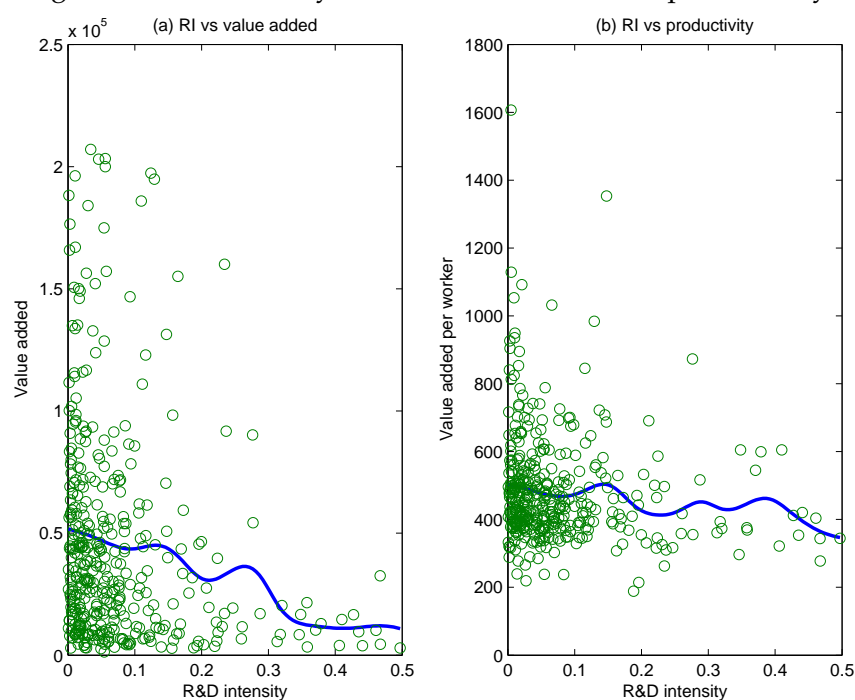 (a) RI vs value added
x 10⁵
2.5
2
1.5
1
0.5
0
Value added
0 0.1 0.2 0.3 0.4 0.5
R&D intensity
(b) RI vs productivity
1800
1600
1400
1200
1000
800
600
400
200
0
Value added per worker
0 0.1 0.2 0.3 0.4 0.5
R&D intensity